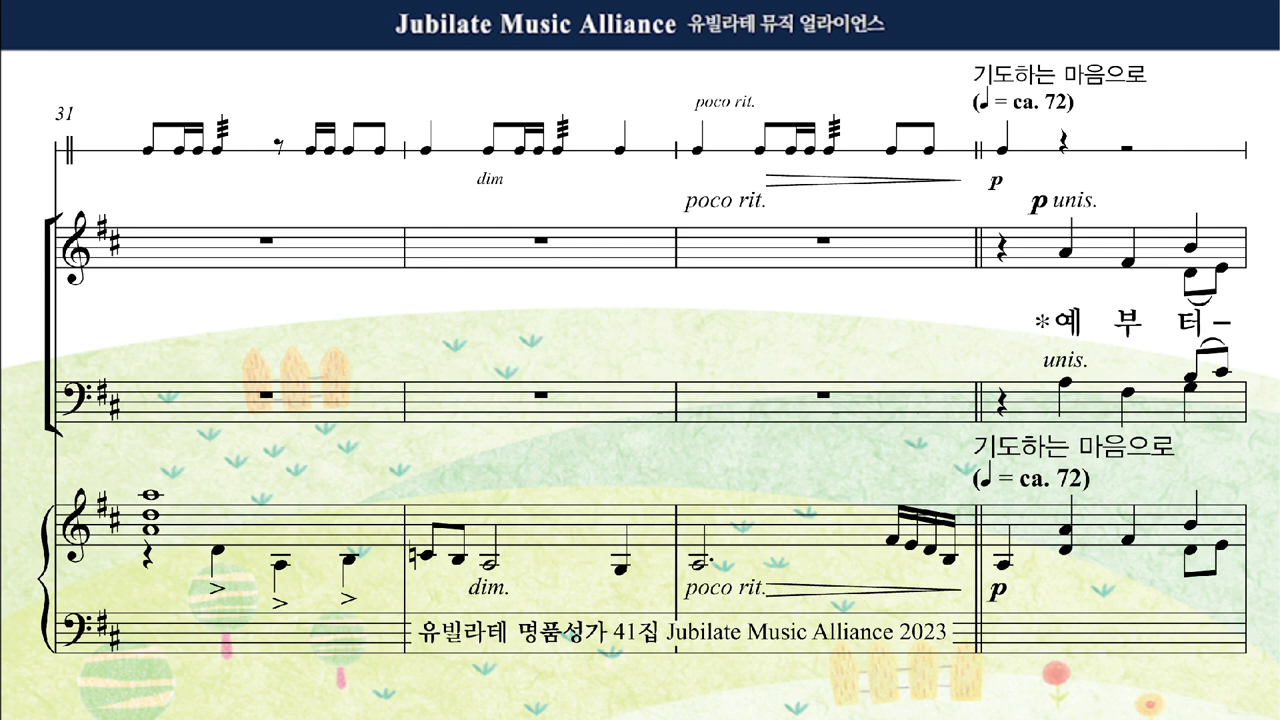 Jubilate Music Alliance 유빌라테 뮤직 얼라이언스
기도하는 마음으로
31
poco rit.
(♩ = ca. 72)
dim
p
poco rit.
p unis.
*예 부 터 –
unis.
기도하는 마음으로
(♩ = ca. 72)
dim.
poco rit.
p
유빌라테 명품성가 41집 Jubilate Music Alliance 2023